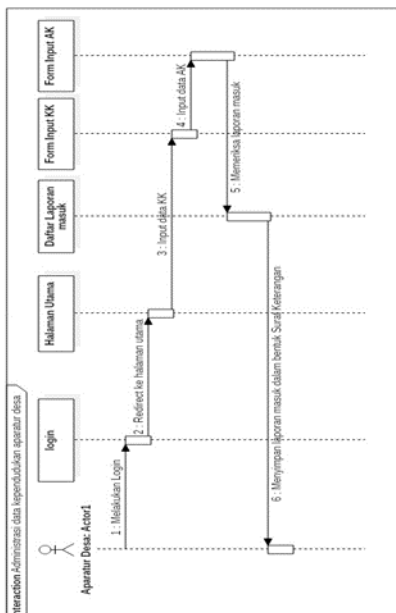 interaction Administrasi data kependudukan aparatur desa
Aparatur Desa: Actor1
login
Halaman Utama
Daftar Laporan
masuk
Form Input KK
Form Input AK
1 : Melakukan Login
2 : Redirect ke halaman utama
3 : Input data KK
4 : Input data AK
5 : Memeriksa laporan masuk
6 : Menyimpan laporan masuk dalam bentuk Surat Keterangan